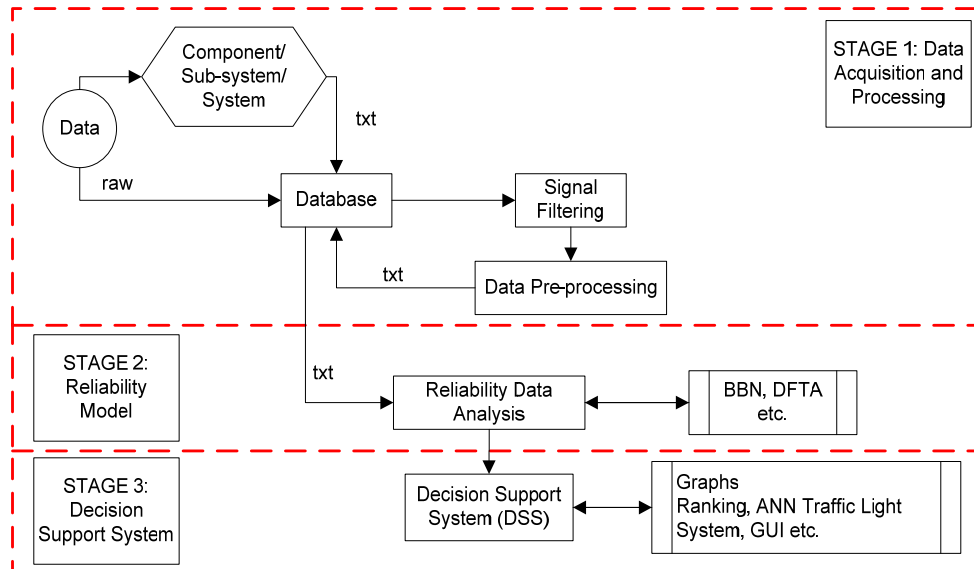 Component/
Sub-system/
System
STAGE 1: Data
Acquisition and
Processing
Data
txt
raw
Database
Signal
Filtering
txt
Data Pre-processing
STAGE 2:
Reliability
Model
txt
Reliability Data
Analysis
BBN, DFTA
etc.
STAGE 3:
Decision
Support System
Decision Support
System (DSS)
Graphs
Ranking, ANN Traffic Light
System, GUI etc.